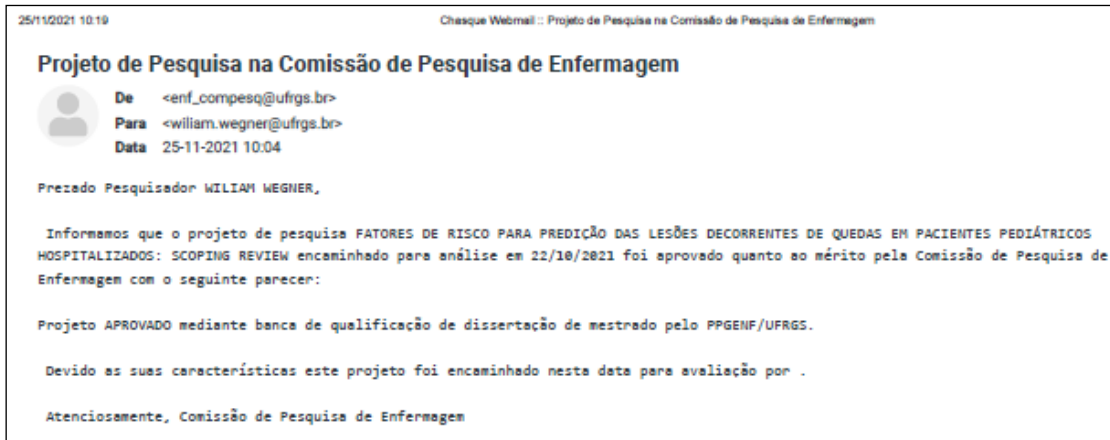 25/11/2021 10:19
Chasque Webmail :: Projeto de Pesquisa na Comissão de Pesquisa de Enfermagem
Projeto de Pesquisa na Comissão de Pesquisa de Enfermagem
De <enf_compesq@ufrgs.br>
Para <wiliam.wegner@ufrgs.br>
Data 25-11-2021 10:04
Prezado Pesquisador WILIAM WEGNER,
Informamos que o projeto de pesquisa FATORES DE RISCO PARA PREDIÇÃO DAS LESÕES DECORRENTES DE QUEDAS EM PACIENTES PEDIÁTRICOS
HOSPITALIZADOS: SCOPING REVIEW encaminhado para análise em 22/10/2021 foi aprovado quanto ao mérito pela Comissão de Pesquisa de
Enfermagem com o seguinte parecer:
Projeto APROVADO mediante banca de qualificação de dissertação de mestrado pelo PPGENF/UFRGS.
Devido as suas características este projeto foi encaminhado nesta data para avaliação por .
Atenciosamente, Comissão de Pesquisa de Enfermagem